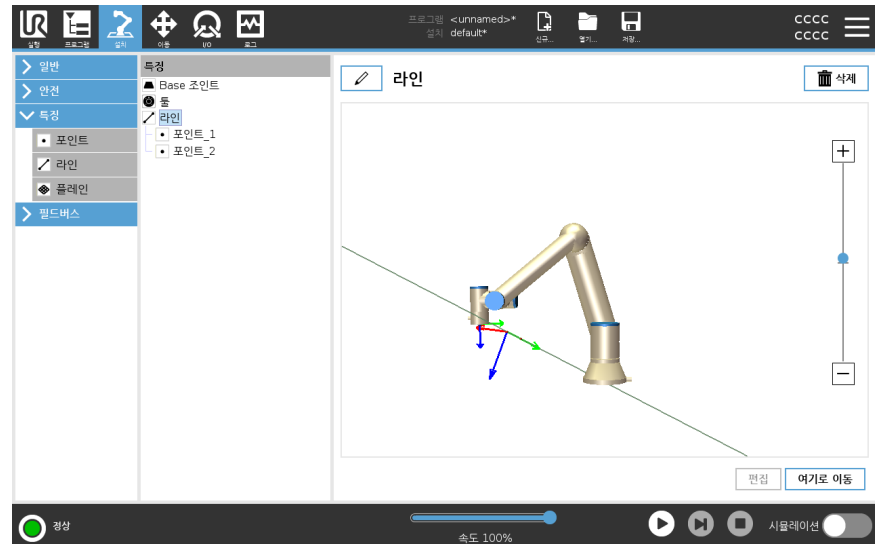 UR
실행
프로그램
설치
이동
I/O
로그
프로그램 <unnamed>*
설치 default*
신규...
열기...
저장...
cccc
cccc
일반
안전
특징
포인트
라인
플레인
필드버스
특징
Base 조인트
툴
라인
포인트_1
포인트_2
라인
삭제
편집
여기로 이동
정상
속도 100%
시뮬레이션